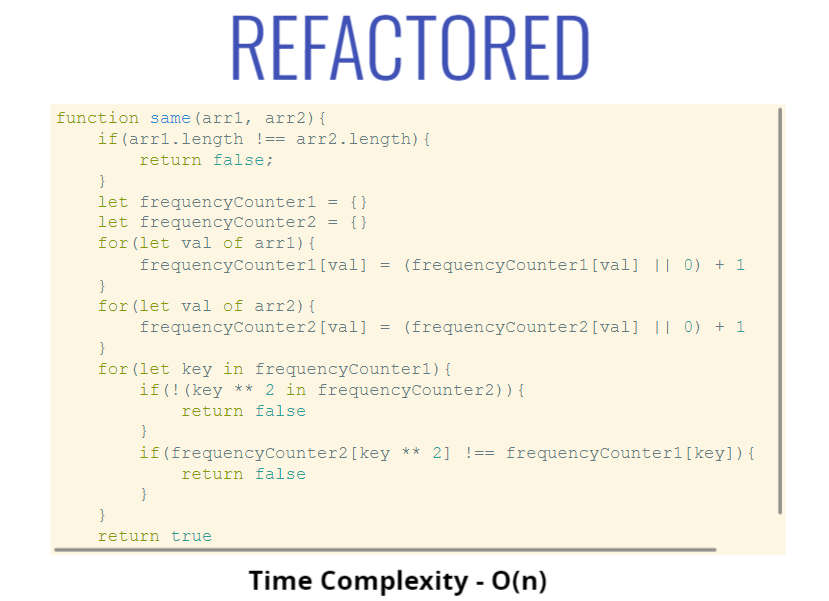 REFACTORED
function same(arr1, arr2){
    if(arr1.length !== arr2.length){
        return false;
    }
    let frequencyCounter1 = {}
    let frequencyCounter2 = {}
    for(let val of arr1){
        frequencyCounter1[val] = (frequencyCounter1[val] || 0) + 1
    }
    for(let val of arr2){
        frequencyCounter2[val] = (frequencyCounter2[val] || 0) + 1
    }
    for(let key in frequencyCounter1){
        if(!(key ** 2 in frequencyCounter2)){
            return false
        }
        if(frequencyCounter2[key ** 2] !== frequencyCounter1[key]){
            return false
        }
    }
    return true
Time Complexity - O(n)